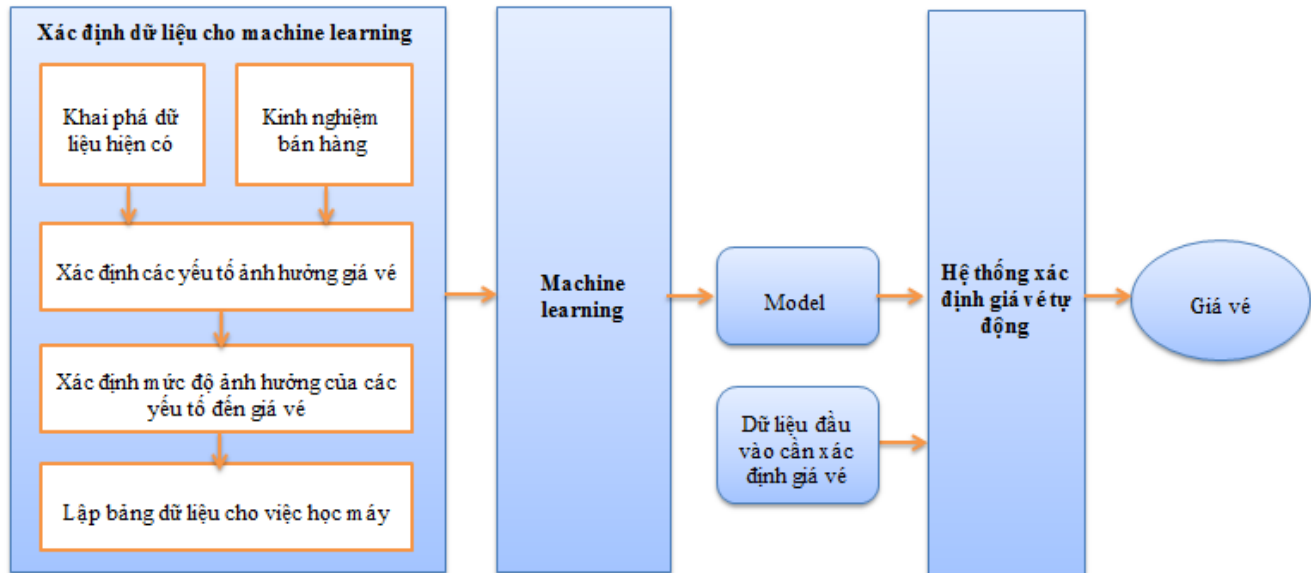 Xác định dữ liệu cho machine learning
Khai phá dữ
liệu hiện có
Kinh nghiệm
bán hàng
Xác định các yếu tố ảnh hưởng giá vé
Xác định mức độ ảnh hưởng của các
yếu tố đến giá vé
Lập bảng dữ liệu cho việc học máy
Machine
learning
Model
Dữ liệu đầu
vào cần xác
định giá vé
Hệ thống xác
định giá vé tự
động
Giá vé